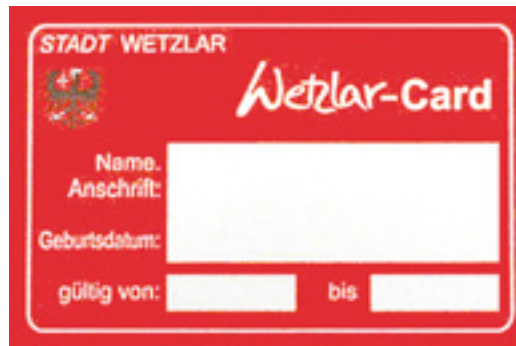 STADT WETZLAR
Wetzlar-Card
Name.
Anschrift:
Geburtsdatum:
gültig von: bis